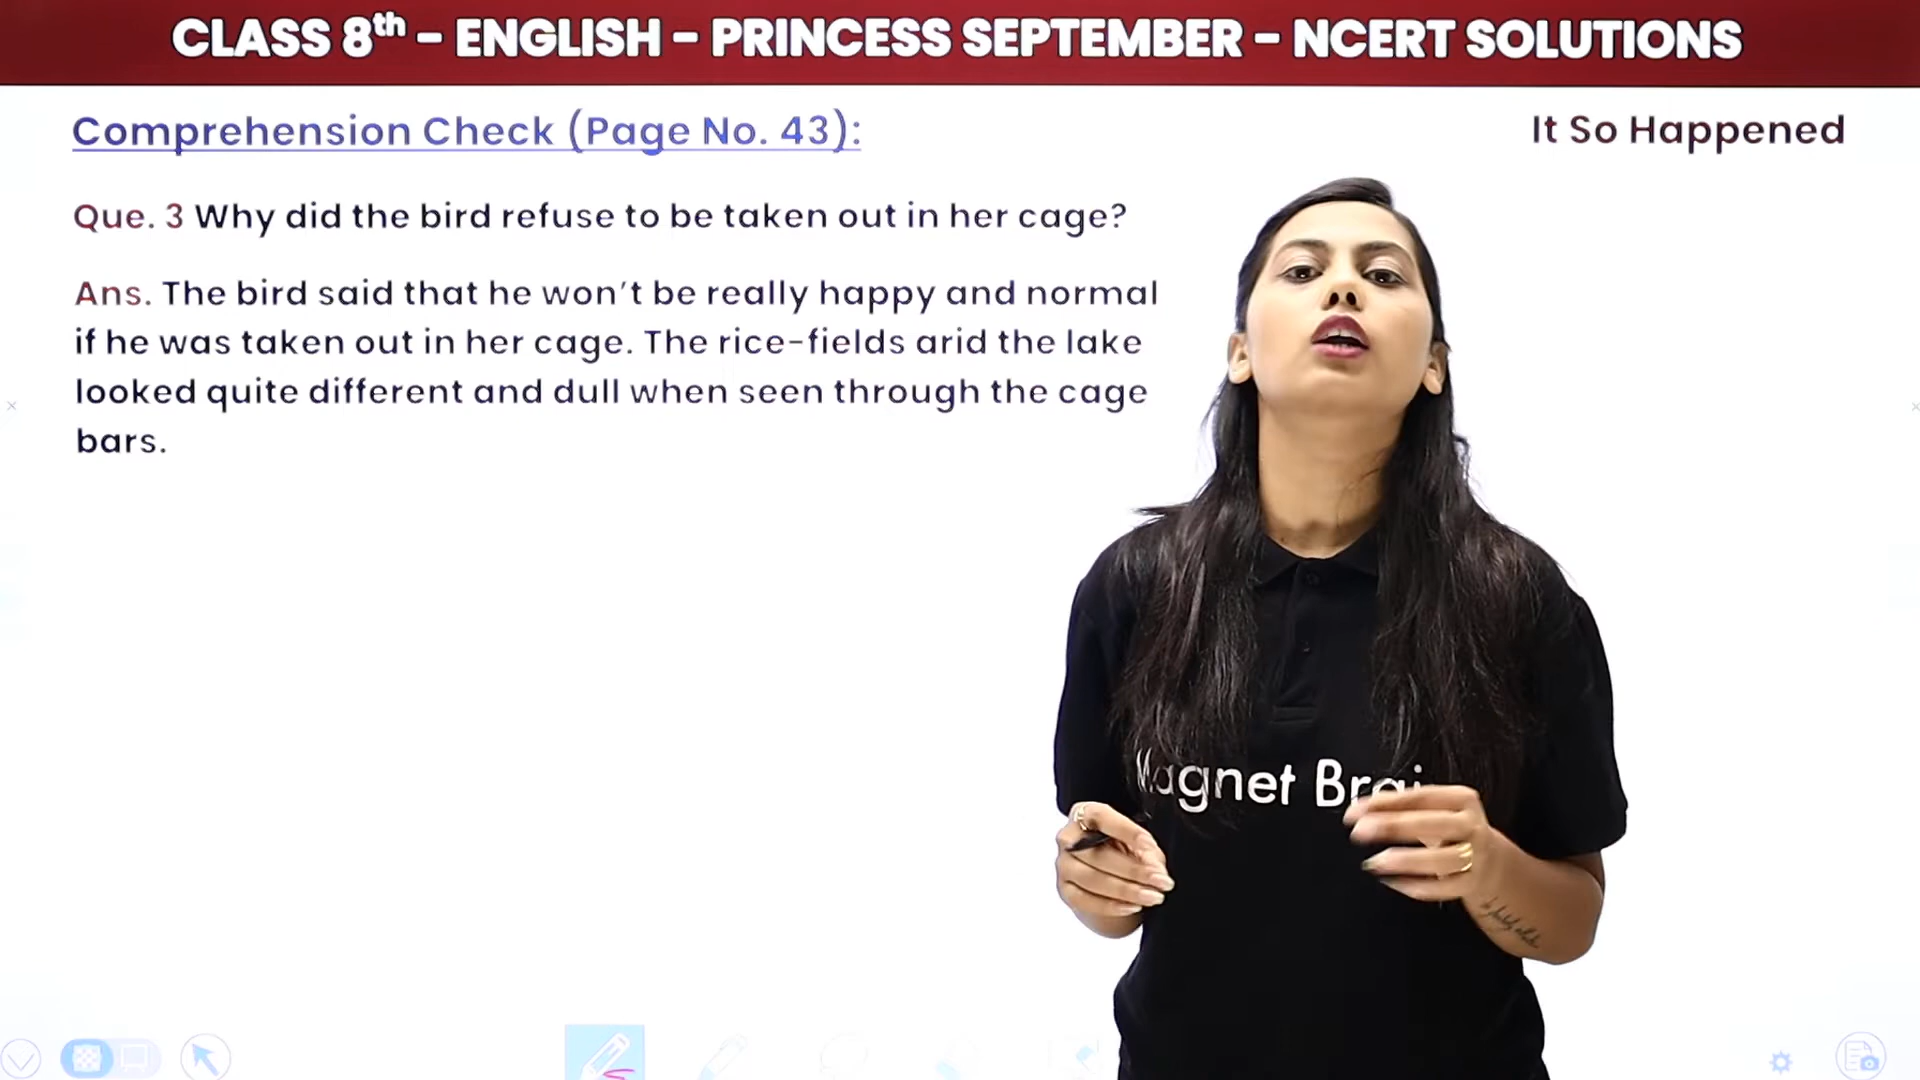 CLASS 8th - ENGLISH - PRINCESS SEPTEMBER - NCERT SOLUTIONS
Comprehension Check (Page No. 43):
It So Happened
Que. 3 Why did the bird refuse to be taken out in her cage?
Ans. The bird said that he won't be really happy and normal
if he was taken out in her cage. The rice-fields arid the lake
looked quite different and dull when seen through the cage
bars.
Magnet Brai